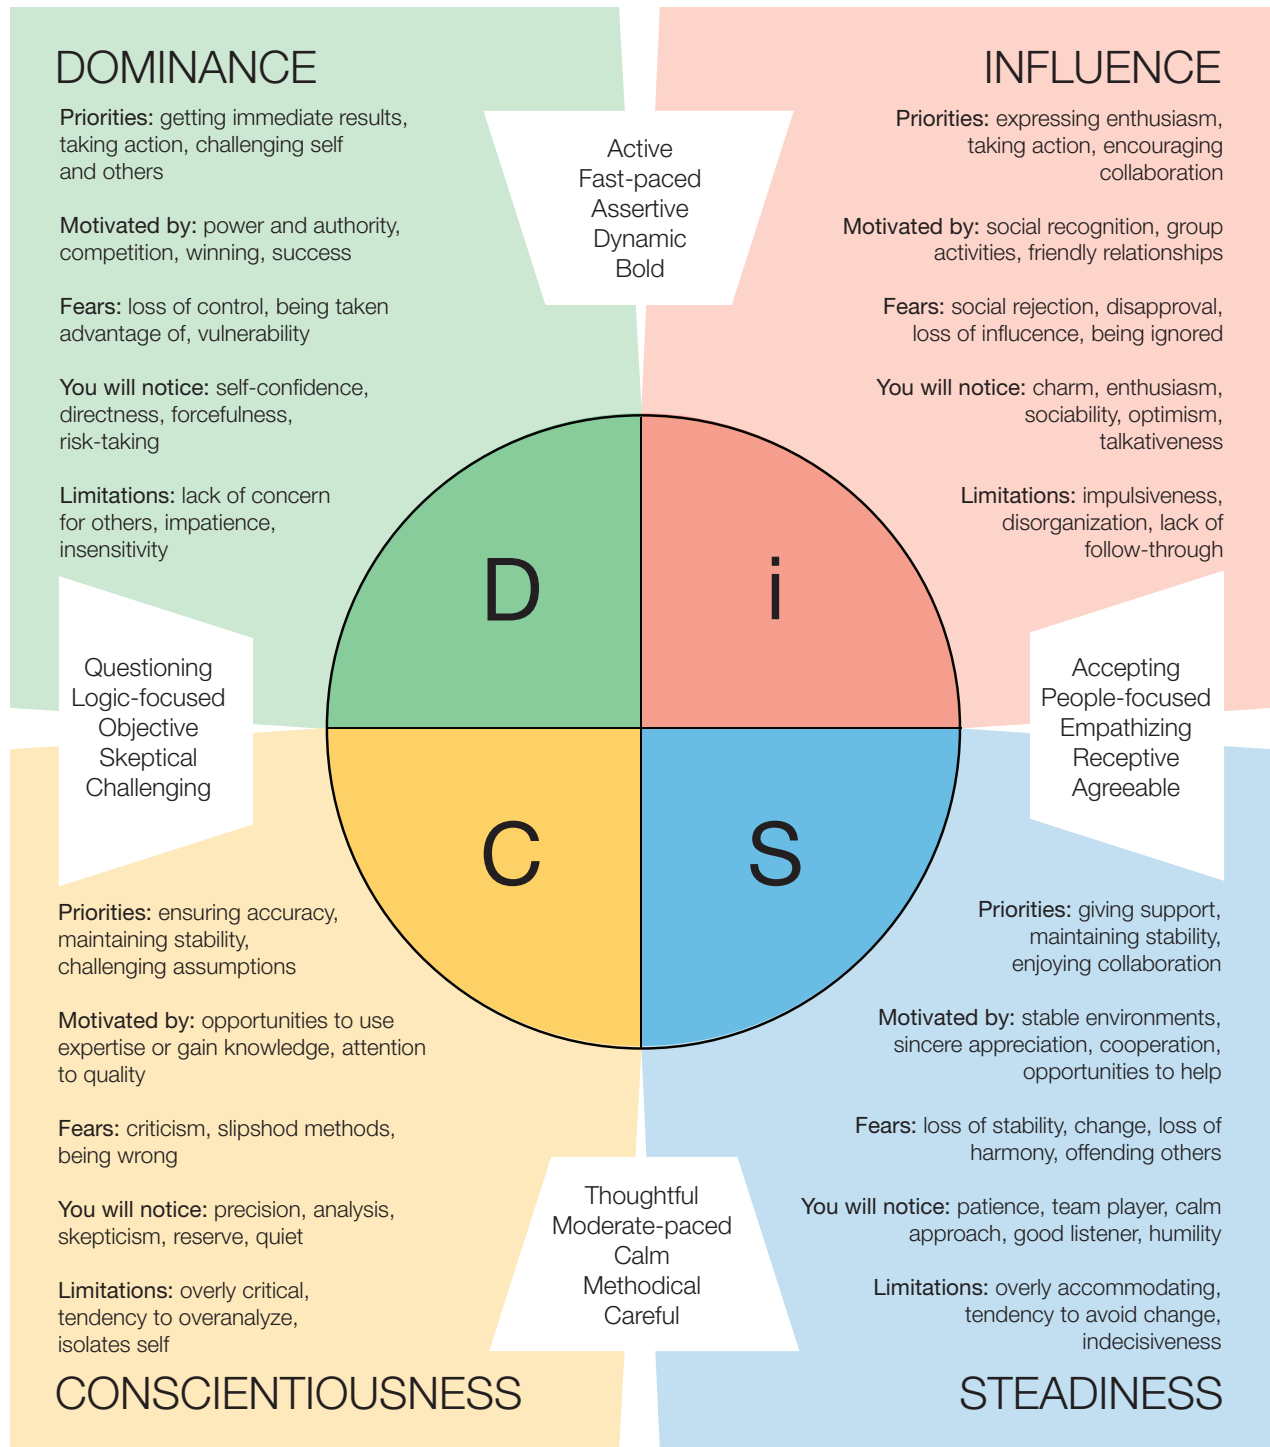 DOMINANCE
Priorities: getting immediate results,
taking action, challenging self
and others
Motivated by: power and authority,
competition, winning, success
Fears: loss of control, being taken
advantage of, vulnerability
You will notice: self-confidence,
directness, forcefulness,
risk-taking
Limitations: lack of concern
for others, impatience,
insensitivity
Active
Fast-paced
Assertive
Dynamic
Bold
INFLUENCE
Priorities: expressing enthusiasm,
taking action, encouraging
collaboration
Motivated by: social recognition, group
activities, friendly relationships
Fears: social rejection, disapproval,
loss of influcence, being ignored
You will notice: charm, enthusiasm,
sociability, optimism,
talkativeness
Limitations: impulsiveness,
disorganization, lack of
follow-through
D
i
Questioning
Logic-focused
Objective
Skeptical
Challenging
Accepting
People-focused
Empathizing
Receptive
Agreeable
C
S
Priorities: ensuring accuracy,
maintaining stability,
challenging assumptions
Motivated by: opportunities to use
expertise or gain knowledge, attention
to quality
Fears: criticism, slipshod methods,
being wrong
You will notice: precision, analysis,
skepticism, reserve, quiet
Limitations: overly critical,
tendency to overanalyze,
isolates self
CONSCIENTIOUSNESS
Thoughtful
Moderate-paced
Calm
Methodical
Careful
Priorities: giving support,
maintaining stability,
enjoying collaboration
Motivated by: stable environments,
sincere appreciation, cooperation,
opportunities to help
Fears: loss of stability, change, loss of
harmony, offending others
You will notice: patience, team player, calm
approach, good listener, humility
Limitations: overly accommodating,
tendency to avoid change,
indecisiveness
STEADINESS